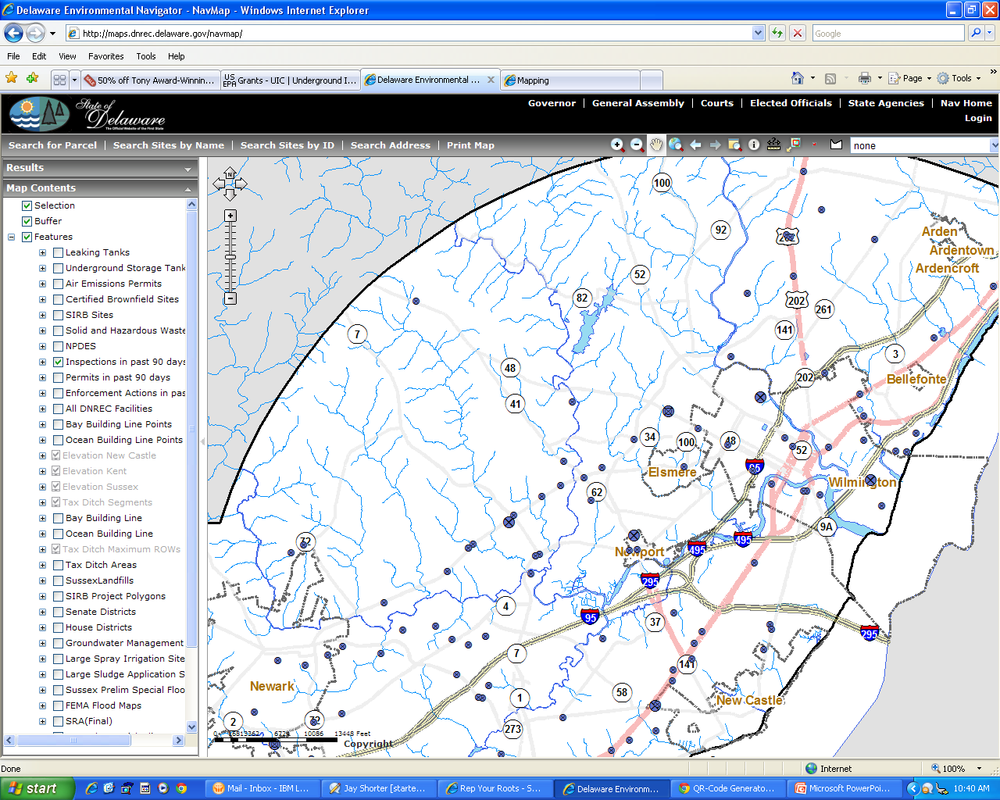 Delaware Environmental Navigator - NavMap - Windows Internet Explorer
http://maps.dnrec.delaware.gov/navmap/
Google
File Edit View Favorites Tools Help
50% off Tony Award-Winnin...
US EPA Grants - UIC | Underground I...
Delaware Environmental ...
Mapping
Page Tools
State of
Delaware
The Official Website of the First State
Governor | General Assembly | Courts | Elected Officials | State Agencies | Nav Home
Login
Search for Parcel | Search Sites by Name | Search Sites by ID | Search Address | Print Map
none
Results
Map Contents
Selection
Buffer
Features
Leaking Tanks
Underground Storage Tank
Air Emissions Permits
Certified Brownfield Sites
SIRB Sites
Solid and Hazardous Waste
NPDES
Inspections in past 90 days
Permits in past 90 days
Enforcement Actions in pas
All DNREC Facilities
Bay Building Line Points
Ocean Building Line Points
Elevation New Castle
Elevation Kent
Elevation Sussex
Tax Ditch Segments
Bay Building Line
Ocean Building Line
Tax Ditch Maximum ROWs
Tax Ditch Areas
SussexLandfills
SIRB Project Polygons
Senate Districts
House Districts
Groundwater Management
Large Spray Irrigation Site
Large Sludge Application S
Sussex Prelim Special Floo
FEMA Flood Maps
SRA(Final)
N
100
92
202
Arden
Ardentown
Ardencroft
52
82
202
261
141
7
3
48
202
Bellefonte
41
34
100
48
52
Elsmere
95
Wilmington
62
9A
72
495
495
Newport
295
4
95
37
295
7
141
Newark
58
1
New Castle
2
72
273
6724 10086 13448 Feet
Copyright
Done
Internet
100%
start
Mail - Inbox - IBM L...
Jay Shorter [starte...
Rep Your Roots - S...
Delaware Environm...
QR-Code Generato...
Microsoft PowerPoi...
10:40 AM